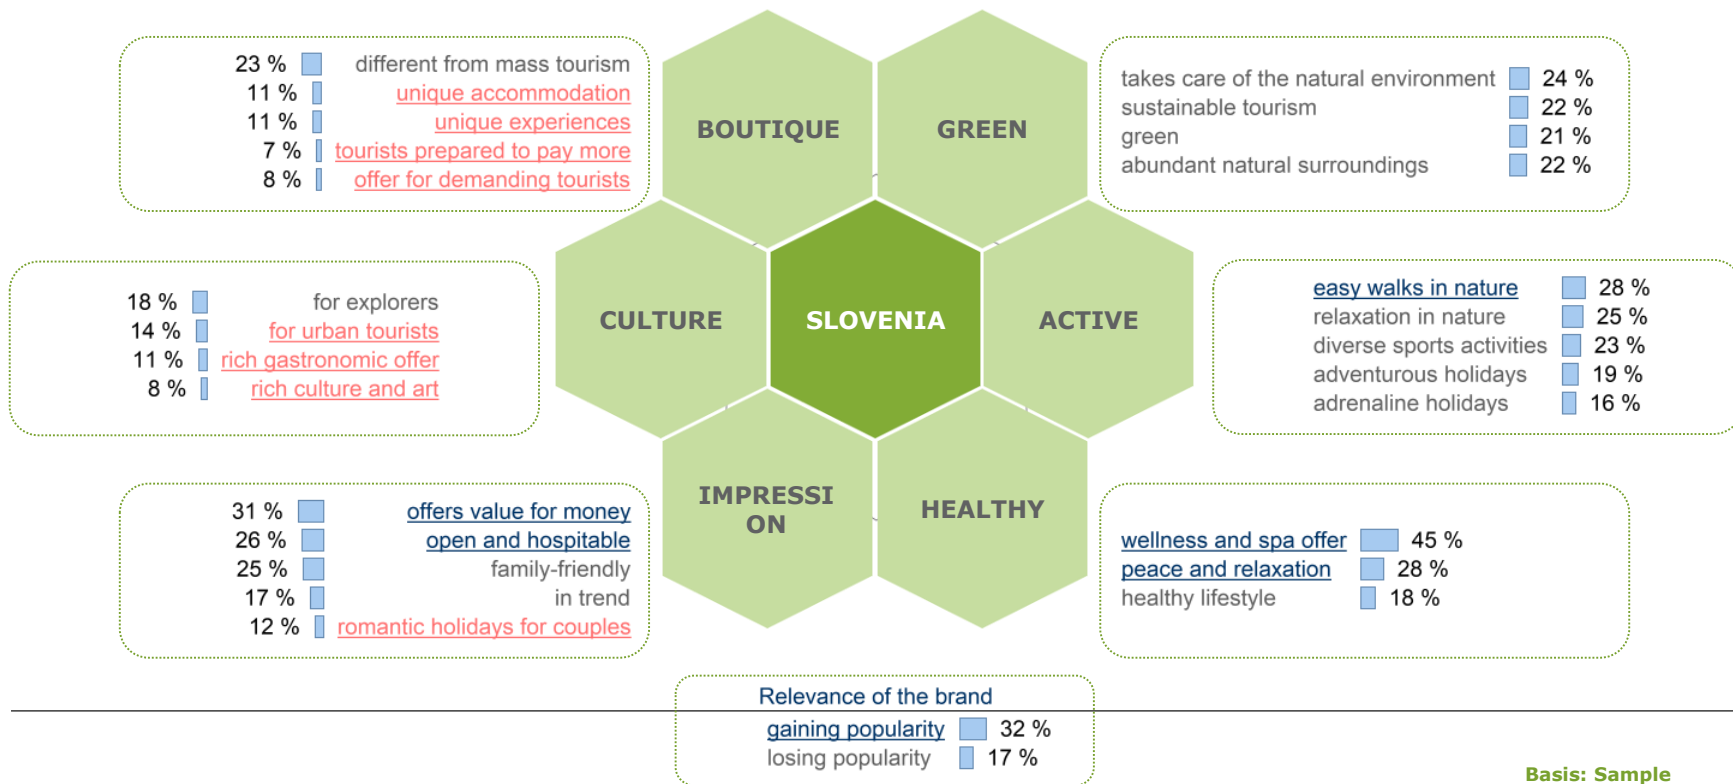 BOUTIQUE
23 % different from mass tourism
11 % unique accommodation
11 % unique experiences
7 % tourists prepared to pay more
8 % offer for demanding tourists
GREEN
takes care of the natural environment 24 %
sustainable tourism 22 %
green 21 %
abundant natural surroundings 22 %
CULTURE
18 % for explorers
14 % for urban tourists
11 % rich gastronomic offer
8 % rich culture and art
SLOVENIA
ACTIVE
easy walks in nature 28 %
relaxation in nature 25 %
diverse sports activities 23 %
adventurous holidays 19 %
adrenaline holidays 16 %
IMPRESSI
ON
31 % offers value for money
26 % open and hospitable
25 % family-friendly
17 % in trend
12 % romantic holidays for couples
HEALTHY
wellness and spa offer 45 %
peace and relaxation 28 %
healthy lifestyle 18 %
Relevance of the brand
gaining popularity 32 %
losing popularity 17 %
Basis: Sample